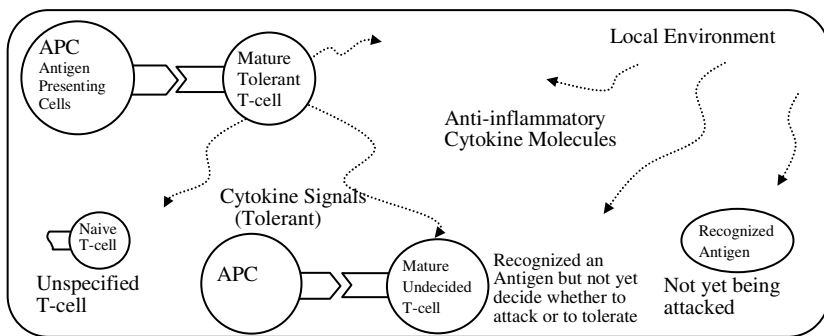 APC
Antigen
Presenting
Cells
Mature
Tolerant
T-cell
Local Environment
Anti-inflammatory
Cytokine Molecules
Cytokine Signals
(Tolerant)
Naive
T-cell
Unspecified
T-cell
APC
Mature
Undecided
T-cell
Recognized an
Antigen but not yet
decide whether to
attack or to tolerate
Recognized
Antigen
Not yet being
attacked